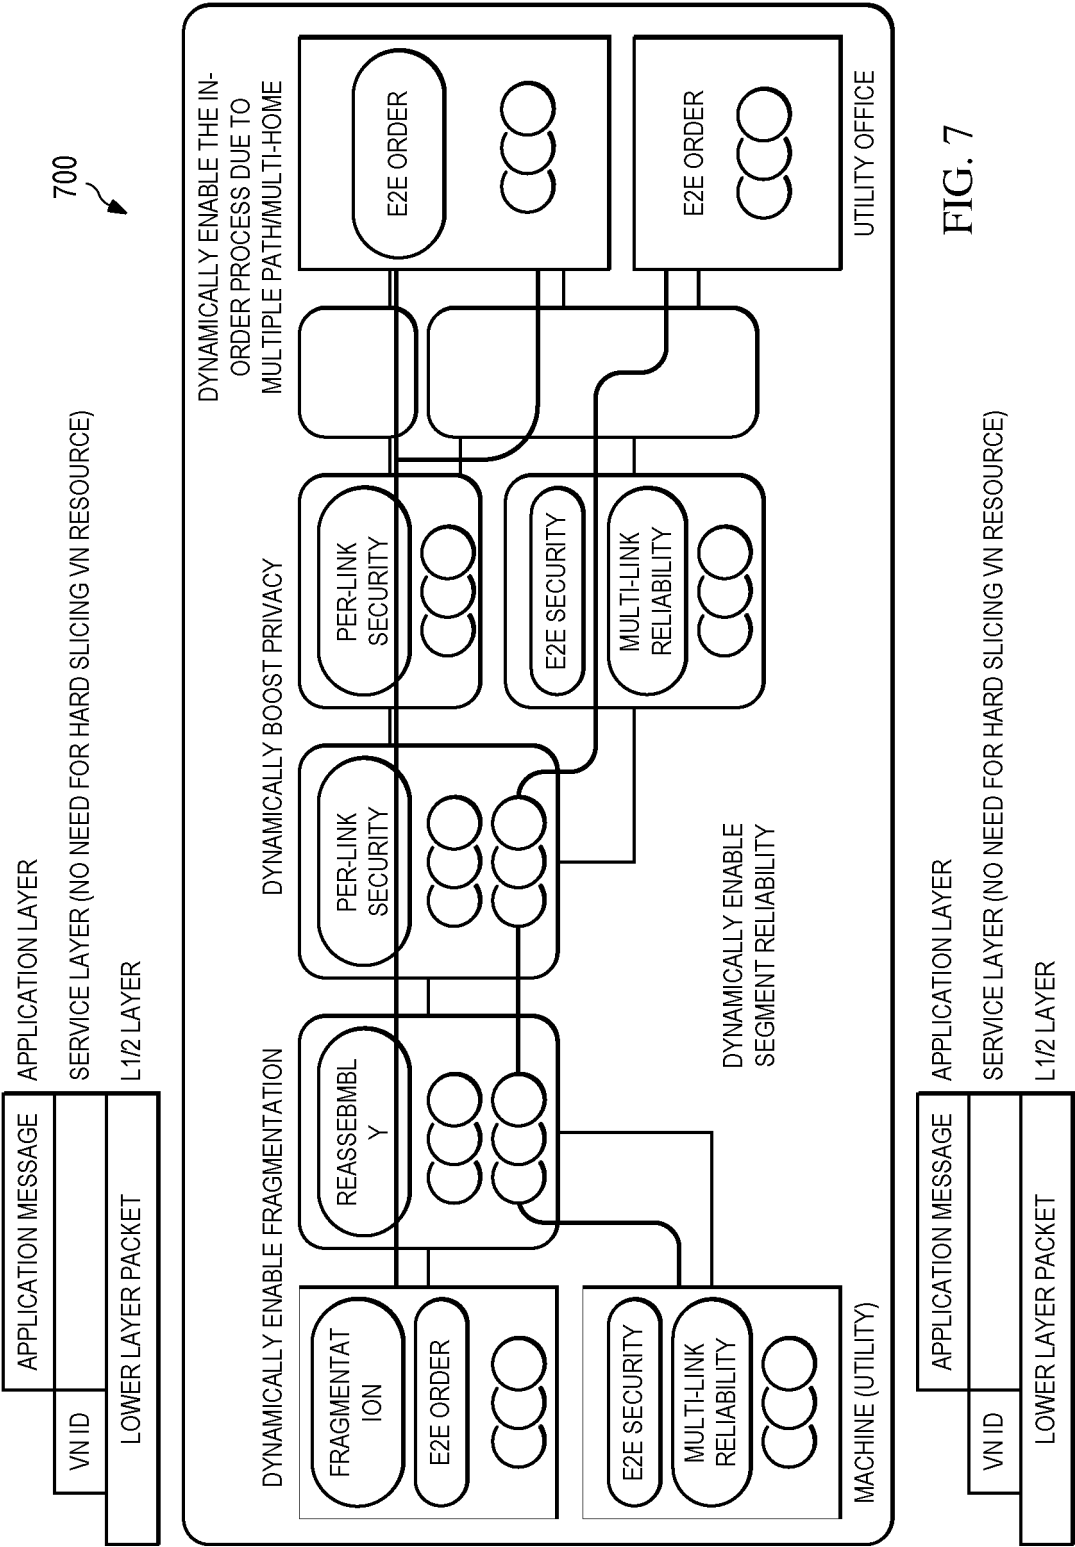 700
APPLICATION MESSAGE
APPLICATION LAYER
VN ID
SERVICE LAYER (NO NEED FOR HARD SLICING VN RESOURCE)
LOWER LAYER PACKET
L1/2 LAYER
DYNAMICALLY ENABLE FRAGMENTATION
DYNAMICALLY BOOST PRIVACY
DYNAMICALLY ENABLE THE IN-
ORDER PROCESS DUE TO
MULTIPLE PATH/MULTI-HOME
FRAGMENTAT
ION
E2E ORDER
REASSEBMBL
Y
PER-LINK
SECURITY
PER-LINK
SECURITY
E2E ORDER
E2E SECURITY
MULTI-LINK
RELIABILITY
E2E SECURITY
MULTI-LINK
RELIABILITY
E2E ORDER
DYNAMICALLY ENABLE
SEGMENT RELIABILITY
MACHINE (UTILITY)
UTILITY OFFICE
APPLICATION MESSAGE
APPLICATION LAYER
VN ID
SERVICE LAYER (NO NEED FOR HARD SLICING VN RESOURCE)
LOWER LAYER PACKET
L1/2 LAYER
FIG. 7